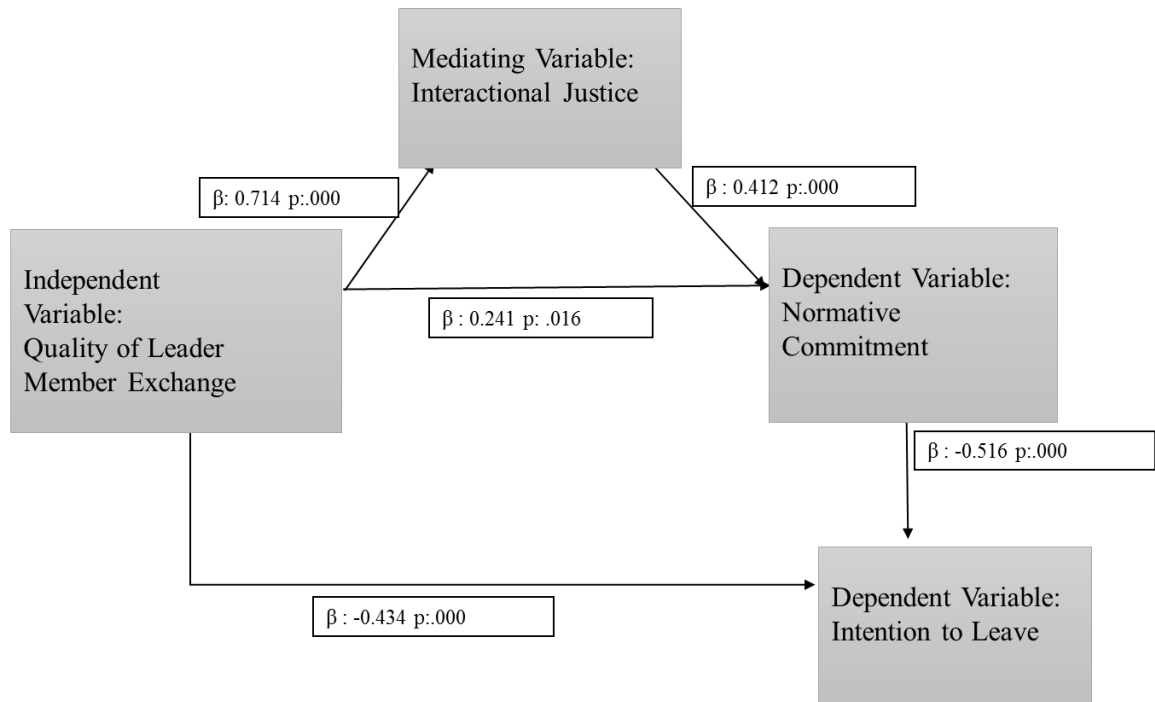 Mediating Variable:
Interactional Justice
β: 0.714 p:.000
β : 0.412 p:.000
Independent
Variable:
Quality of Leader
Member Exchange
β : 0.241 p: .016
Dependent Variable:
Normative
Commitment
β : -0.516 p:.000
β : -0.434 p:.000
Dependent Variable:
Intention to Leave